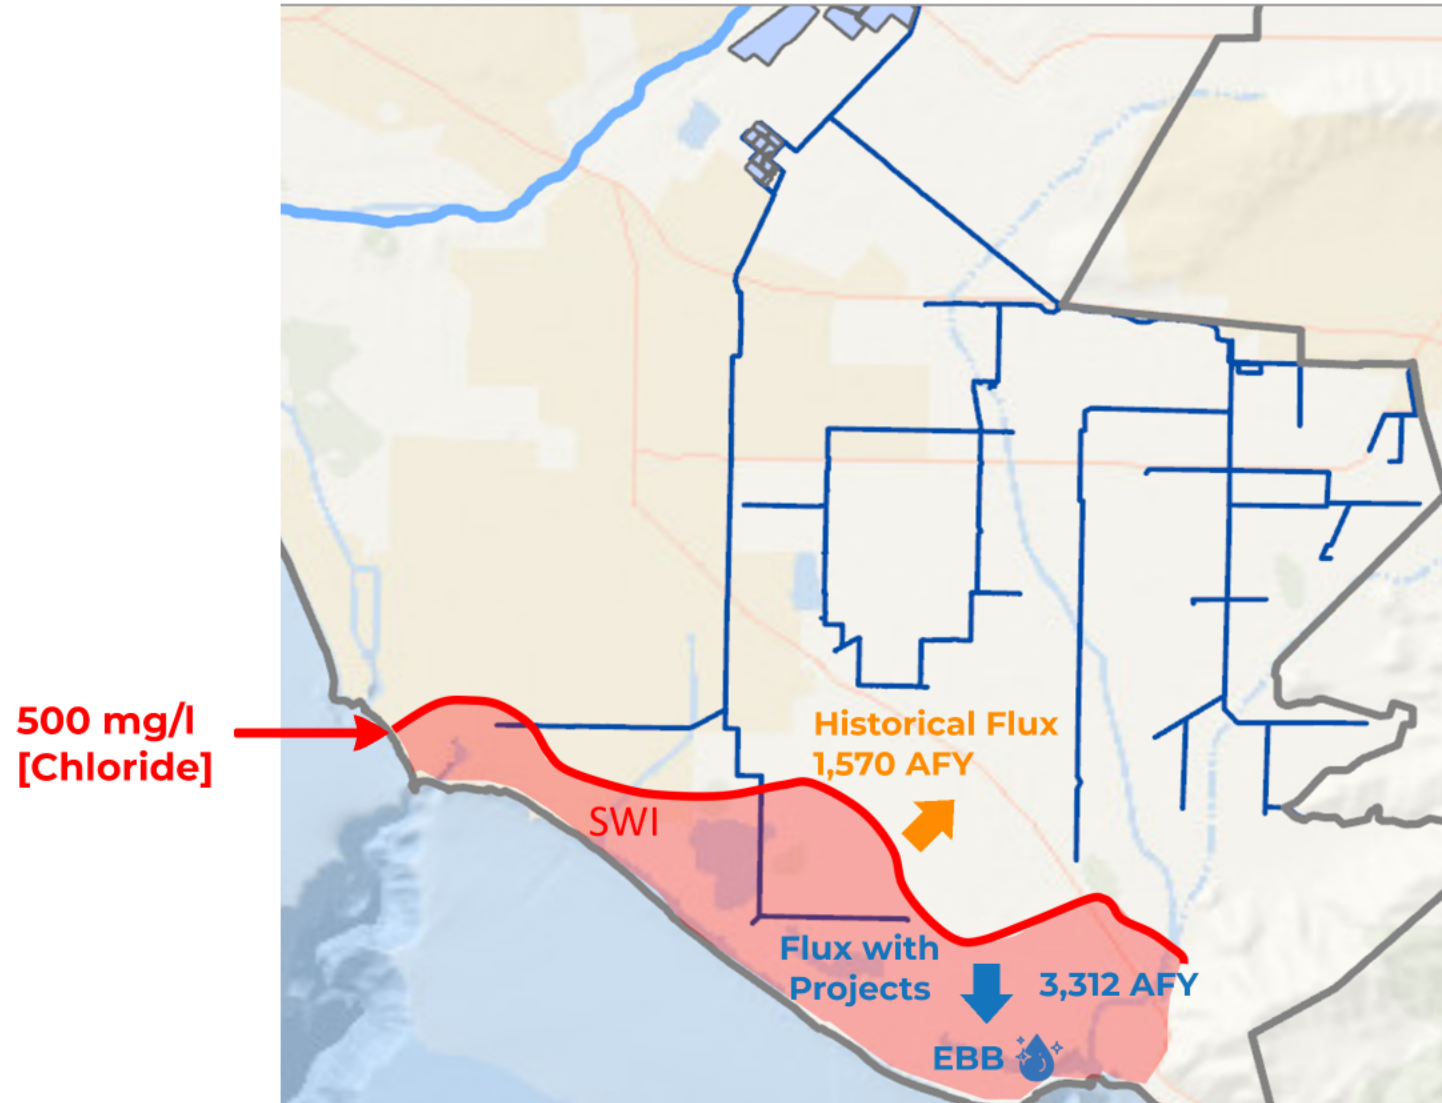 500 mg/l
[Chloride]
Historical Flux
1,570 AFY
SWI
Flux with
Projects
3,312 AFY
EBB